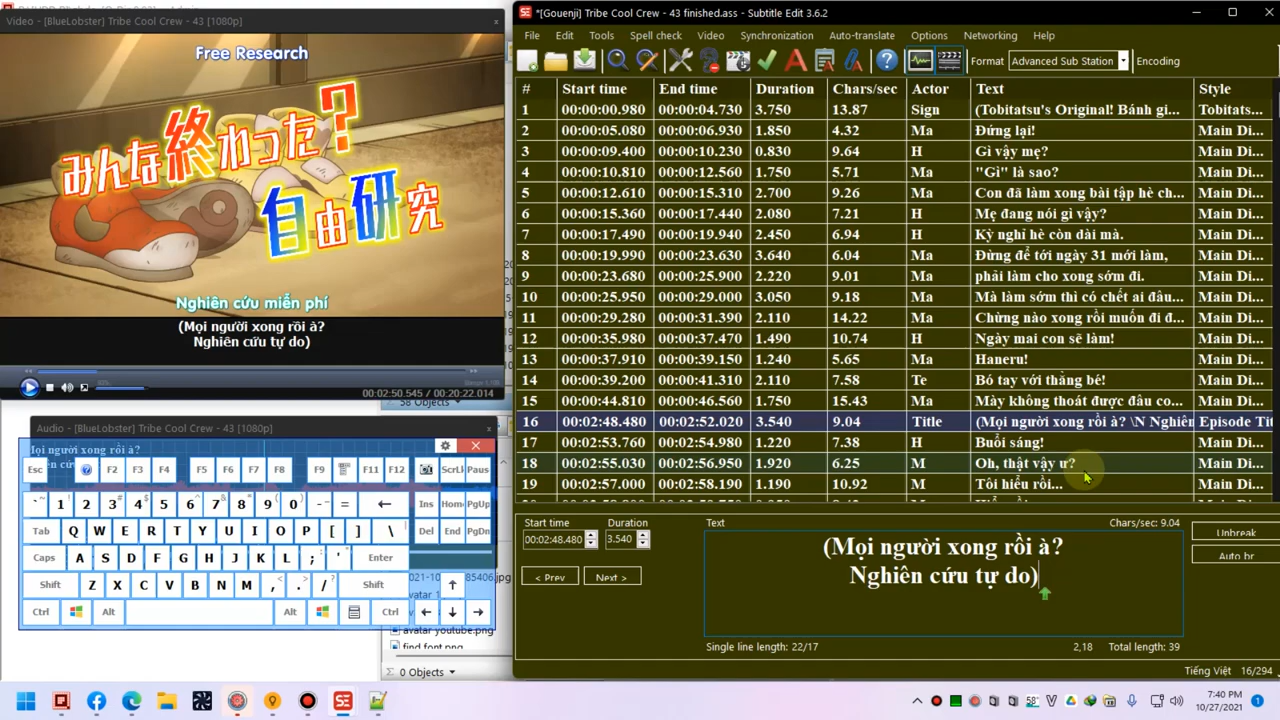 Video - [BlueLobster] Tribe Cool Crew - 43 [1080p]
Free Research
みんな終わった?
自由研究
Nghiên cứu miễn phí
(Mọi người xong rồi à?
Nghiên cứu tự do)
00:02:50.545 / 00:20:22.014
58 Objects
Audio - [BlueLobster] Tribe Cool Crew - 43 [1080p]
Mọi người xong rồi à?
Esc F2 F3 F4 F5 F6 F7 F8 F9 F11 F12 ScrLk Pause
`~ 1 2 3 4 5 6 7 8 9 0 - = ← Ins Home PgUp
Tab Q W E R T Y U I O P [ ] \ Del End PgDn
Caps A S D F G H J K L ; ' Enter
Shift Z X C V B N M , . / Shift ↑
Ctrl Alt Alt Ctrl ← ↓ →
avatar youtube.png
find font.png
0 Objects
*[Gouenji] Tribe Cool Crew - 43 finished.ass - Subtitle Edit 3.6.2
File Edit Tools Spell check Video Synchronization Auto-translate Options Networking Help
Format Advanced Sub Station Encoding
# Start time End time Duration Chars/sec Actor Text Style
1 00:00:00.980 00:00:04.730 3.750 13.87 Sign (Tobitatsu's Original! Bánh gi... Tobitats...
2 00:00:05.080 00:00:06.930 1.850 4.32 Ma Đứng lại! Main Di...
3 00:00:09.400 00:00:10.230 0.830 9.64 H Gì vậy mẹ? Main Di...
4 00:00:10.810 00:00:12.560 1.750 5.71 Ma "Gì" là sao? Main Di...
5 00:00:12.610 00:00:15.310 2.700 9.26 Ma Con đã làm xong bài tập hè ch... Main Di...
6 00:00:15.360 00:00:17.440 2.080 7.21 H Mẹ đang nói gì vậy? Main Di...
7 00:00:17.490 00:00:19.940 2.450 6.94 H Kỳ nghỉ hè còn dài mà. Main Di...
8 00:00:19.990 00:00:23.630 3.640 6.04 Ma Đừng để tới ngày 31 mới làm, Main Di...
9 00:00:23.680 00:00:25.900 2.220 9.01 Ma phải làm cho xong sớm đi. Main Di...
10 00:00:25.950 00:00:29.000 3.050 9.18 Ma Mà làm sớm thì có chết ai đâu... Main Di...
11 00:00:29.280 00:00:31.390 2.110 14.22 Ma Chừng nào xong rồi muốn đi đ... Main Di...
12 00:00:35.980 00:00:37.470 1.490 10.74 H Ngày mai con sẽ làm! Main Di...
13 00:00:37.910 00:00:39.150 1.240 5.65 Ma Haneru! Main Di...
14 00:00:39.200 00:00:41.310 2.110 7.58 Te Bó tay với thằng bé! Main Di...
15 00:00:44.810 00:00:46.560 1.750 15.43 Ma Mày không thoát được đâu co... Main Di...
16 00:02:48.480 00:02:52.020 3.540 9.04 Title (Mọi người xong rồi à? \N Nghiên Episode Tit
17 00:02:53.760 00:02:54.980 1.220 7.38 H Buổi sáng! Main Di...
18 00:02:55.030 00:02:56.950 1.920 6.25 M Oh, thật vậy ư? Main Di...
19 00:02:57.000 00:02:58.190 1.190 10.92 M Tôi hiểu rồi... Main Di...
Start time Duration Text Chars/sec: 9.04
00:02:48.480 3.540
< Prev Next >
(Mọi người xong rồi à?
Nghiên cứu tự do)
Unbreak
Auto br
Single line length: 22/17 2,18 Total length: 39
Tiếng Việt 16/294
7:40 PM
10/27/2021